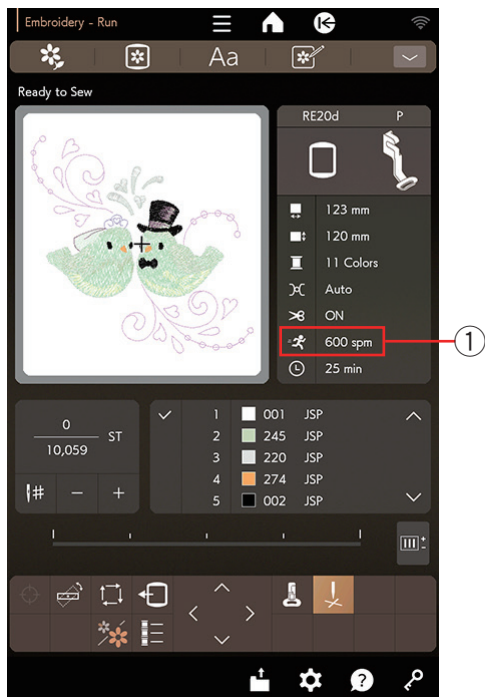 Embroidery - Run
Aa
Ready to Sew
RE20d P
123 mm
120 mm
11 Colors
Auto
ON
600 spm
25 min
1
0
10,059
ST
#
- +
1 001 JSP
2 245 JSP
3 220 JSP
4 274 JSP
5 002 JSP
?